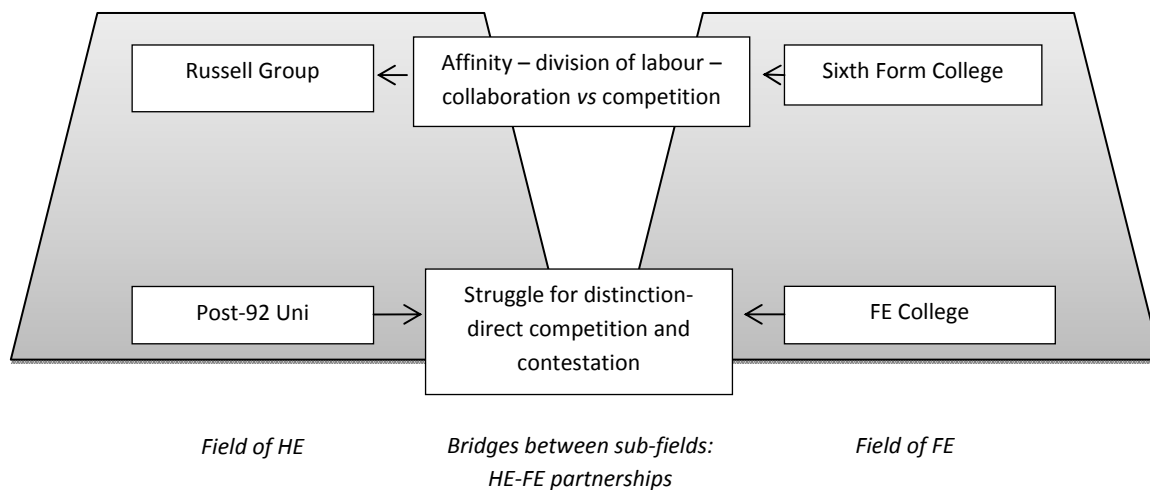 Russell Group
Affinity – division of labour –
collaboration vs competition
Sixth Form College
Post-92 Uni
Struggle for distinction-
direct competition and
contestation
FE College
Field of HE
Bridges between sub-fields:
HE-FE partnerships
Field of FE